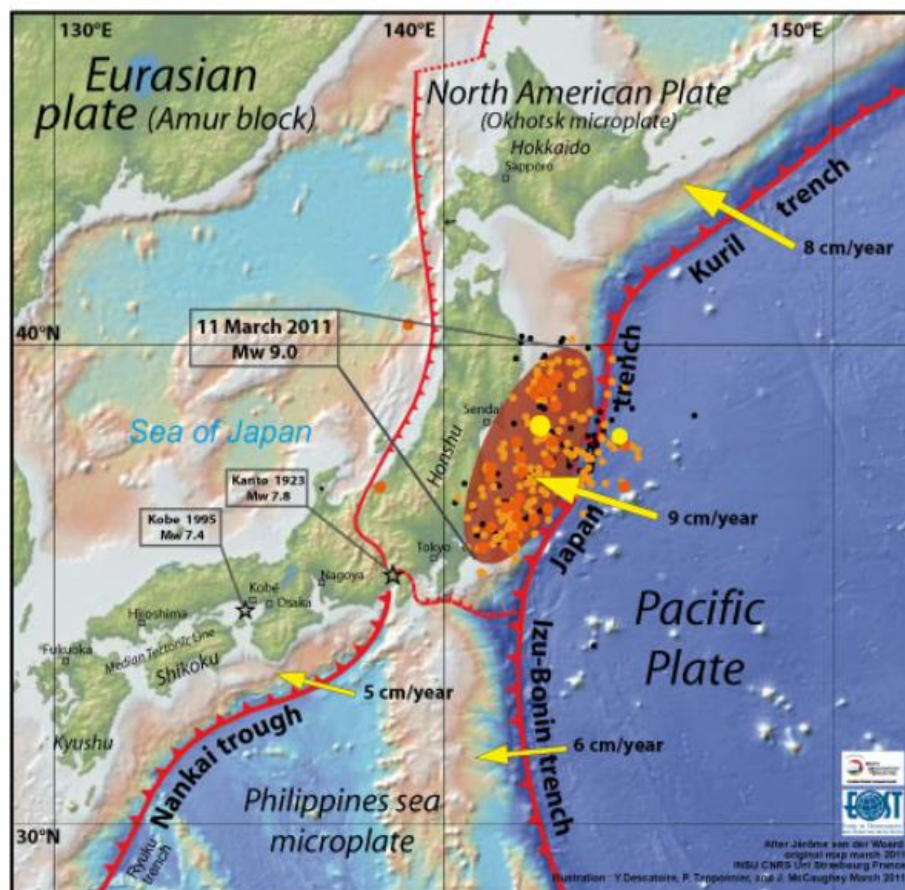 130°E
140°E
150°E
Eurasian
plate (Amur block)
North American Plate
(Okhotsk microplate)
Hokkaido
Sapporo
Kuril
trench
8 cm/year
40°N
11 March 2011
Mw 9.0
Sea of Japan
Senda
Honshu
Japan
trench
9 cm/year
Kanto 1923
Mw 7.8
Kobe 1995
Mw 7.4
Tokyo
Nagoya
Kobé
Osaka
Hiroshima
Median Tectonic Line
Fukuoka
Shikoku
Kyushu
Pacific
Plate
5 cm/year
6 cm/year
Nankai trough
Izu-Bonin trench
Philippines sea
microplate
30°N
Ryuku
trench
EOST
After Jérôme van der Woerd
original map march 2011
INSU CNRS Uni Strasbourg France
Illustration : Y.Descatoire, P. Tapponnier, and J. McCaughey March 2011